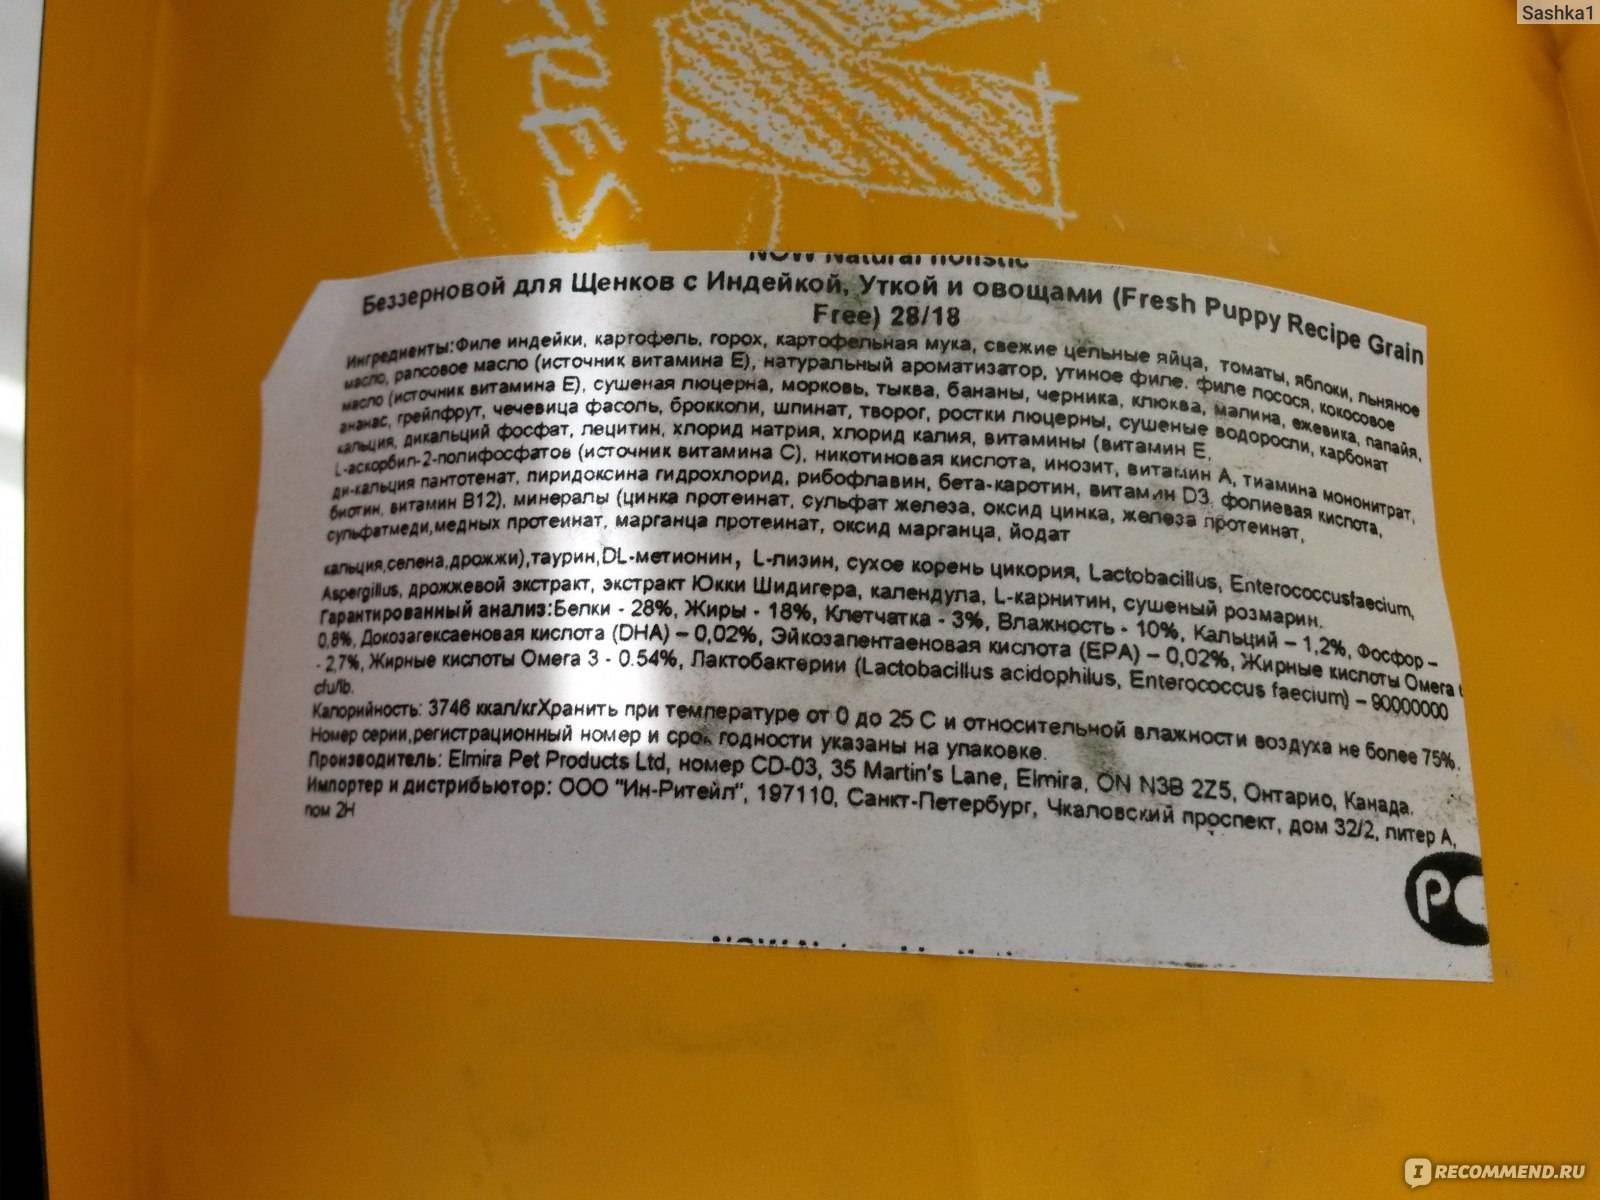 Sashka1
FRES
NOW Natural holistic
Беззерновой для Щенков с Индейкой, Уткой и овощами (Fresh Puppy Recipe Grain
Free) 28/18
Ингредиенты:Филе индейки, картофель, горох, картофельная мука, свежие цельные яйца, томаты, яблоки, льняное
масло, рапсовое масло (источник витамина Е), натуральный ароматизатор, утиное филе, филе лосося, кокосовое
масло (источник витамина Е), сушеная люцерна, морковь, тыква, бананы, черника, клюква, малина, ежевика, папайя,
ананас, грейпфрут, чечевица фасоль, брокколи, шпинат, творог, ростки люцерны, сушеные водоросли, карбонат
кальция, дикальций фосфат, лецитин, хлорид натрия, хлорид калия, витамины (витамин Е,
L-аскорбил-2-полифосфатов (источник витамина С), никотиновая кислота, инозит, витамин А, тиамина мононитрат,
ди-кальция пантотенат, пиридоксина гидрохлорид, рибофлавин, бета-каротин, витамин D3, фолиевая кислота,
биотин, витамин В12), минералы (цинка протеинат, сульфат железа, оксид цинка, железа протеинат,
сульфатмеди,медных протеинат, марганца протеинат, оксид марганца, йодат
кальция,селена,дрожжи),таурин,DL-метионин, L-лизин, сухое корень цикория, Lactobacillus, Enterococcusfaecium,
Aspergillus, дрожжевой экстракт, экстракт Юкки Шидигера, календула, L-карнитин, сушеный розмарин.
Гарантированный анализ:Белки - 28%, Жиры - 18%, Клетчатка - 3%, Влажность - 10%, Кальций – 1,2%, Фосфор –
0,8%, Докозагексаеновая кислота (DHA) – 0,02%, Эйкозапентаеновая кислота (EPA) – 0,02%, Жирные кислоты Омега
- 2,7%, Жирные кислоты Омега 3 - 0.54%, Лактобактерии (Lactobacillus acidophilus, Enterococcus faecium) – 90000000
cfu/lb.
Калорийность: 3746 ккал/кгХранить при температуре от 0 до 25 С и относительной влажности воздуха не более 75%.
Номер серии,регистрационный номер и срок годности указаны на упаковке.
Производитель: Elmira Pet Products Ltd, номер CD-03, 35 Martin's Lane, Elmira, ON N3B 2Z5, Онтарио, Канада.
Импортер и дистрибьютор: ООО "Ин-Ритейл", 197110, Санкт-Петербург, Чкаловский проспект, дом 32/2, литер А,
пом 2Н
РС
IRECOMMEND.RU